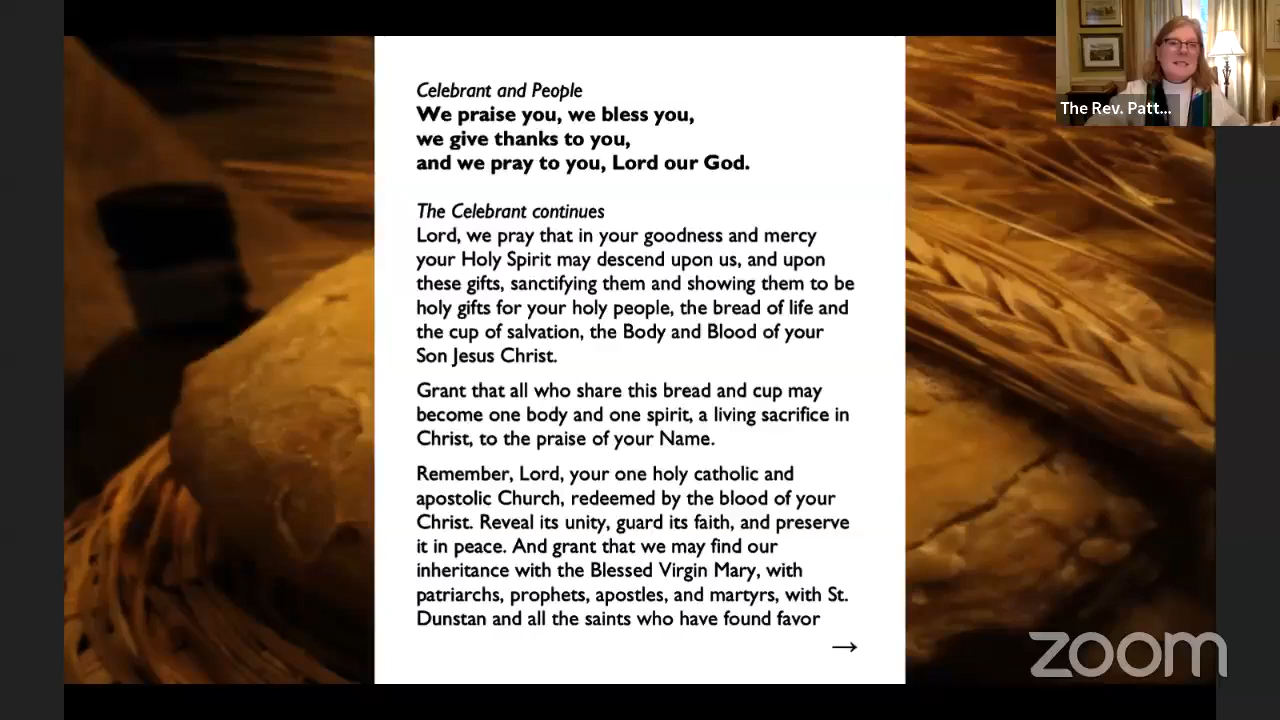 Celebrant and People
We praise you, we bless you,
we give thanks to you,
and we pray to you, Lord our God.
The Celebrant continues
Lord, we pray that in your goodness and mercy
your Holy Spirit may descend upon us, and upon
these gifts, sanctifying them and showing them to be
holy gifts for your holy people, the bread of life and
the cup of salvation, the Body and Blood of your
Son Jesus Christ.
Grant that all who share this bread and cup may
become one body and one spirit, a living sacrifice in
Christ, to the praise of your Name.
Remember, Lord, your one holy catholic and
apostolic Church, redeemed by the blood of your
Christ. Reveal its unity, guard its faith, and preserve
it in peace. And grant that we may find our
inheritance with the Blessed Virgin Mary, with
patriarchs, prophets, apostles, and martyrs, with St.
Dunstan and all the saints who have found favor
→
The Rev. Patt...
zoom